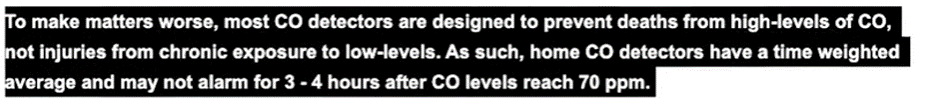 To make matters worse, most CO detectors are designed to prevent deaths from high-levels of CO,
not injuries from chronic exposure to low-levels. As such, home CO detectors have a time weighted
average and may not alarm for 3 - 4 hours after CO levels reach 70 ppm.